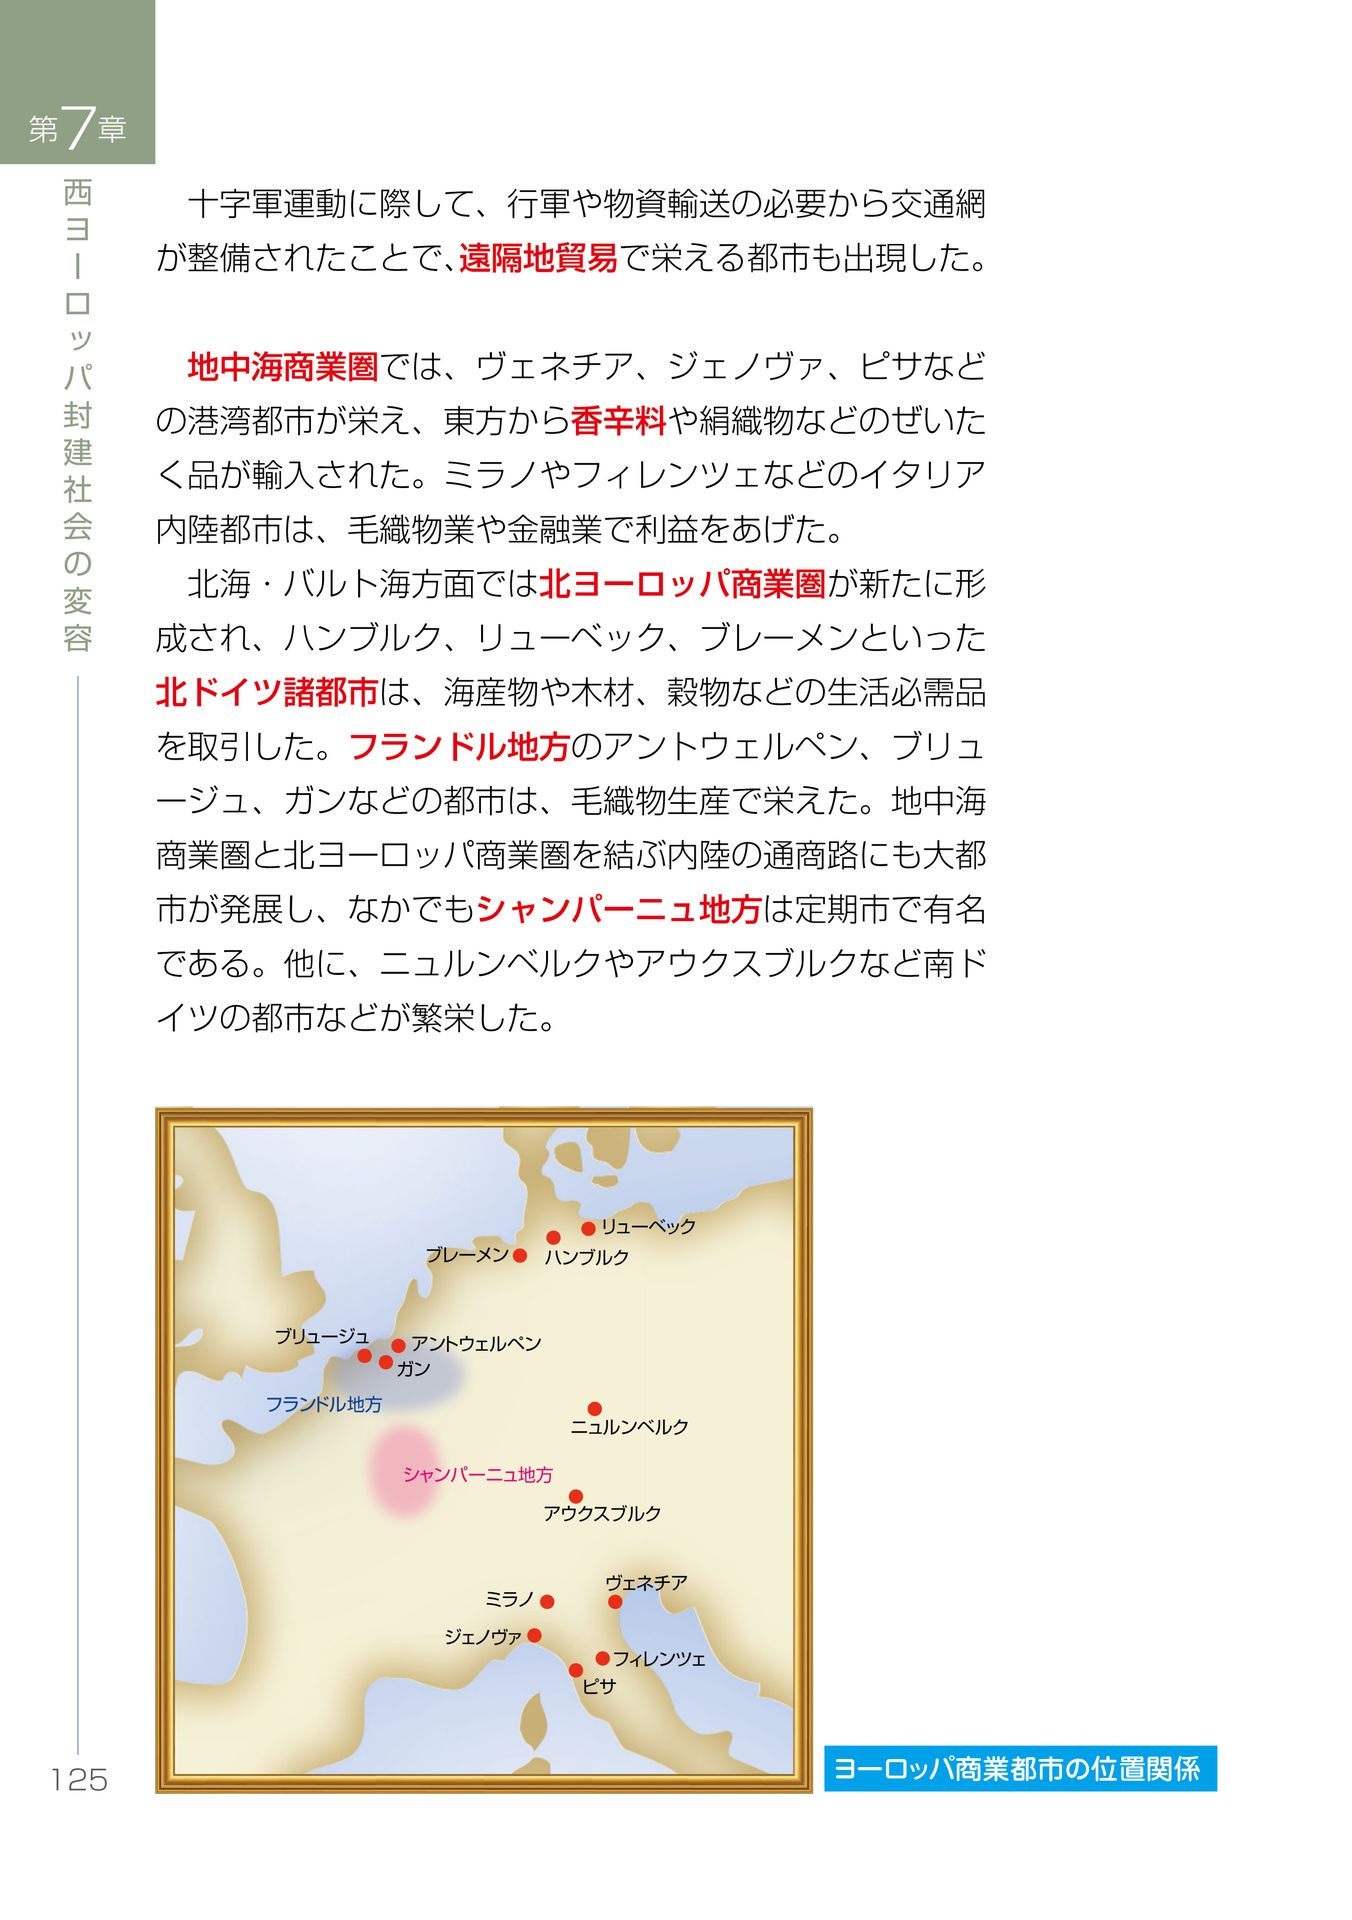 第7章
西ヨーロッパ封建社会の変容
　十字軍運動に際して、行軍や物資輸送の必要から交通網
が整備されたことで、遠隔地貿易で栄える都市も出現した。
　地中海商業圏では、ヴェネチア、ジェノヴァ、ピサなど
の港湾都市が栄え、東方から香辛料や絹織物などのぜいた
く品が輸入された。ミラノやフィレンツェなどのイタリア
内陸都市は、毛織物業や金融業で利益をあげた。
　北海・バルト海方面では北ヨーロッパ商業圏が新たに形
成され、ハンブルク、リューベック、ブレーメンといった
北ドイツ諸都市は、海産物や木材、穀物などの生活必需品
を取引した。フランドル地方のアントウェルペン、ブリュ
ージュ、ガンなどの都市は、毛織物生産で栄えた。地中海
商業圏と北ヨーロッパ商業圏を結ぶ内陸の通商路にも大都
市が発展し、なかでもシャンパーニュ地方は定期市で有名
である。他に、ニュルンベルクやアウクスブルクなど南ド
イツの都市などが繁栄した。
リューベック
ブレーメン
ハンブルク
ブリュージュ
アントウェルペン
ガン
フランドル地方
ニュルンベルク
シャンパーニュ地方
アウクスブルク
ヴェネチア
ミラノ
ジェノヴァ
フィレンツェ
ピサ
ヨーロッパ商業都市の位置関係
125